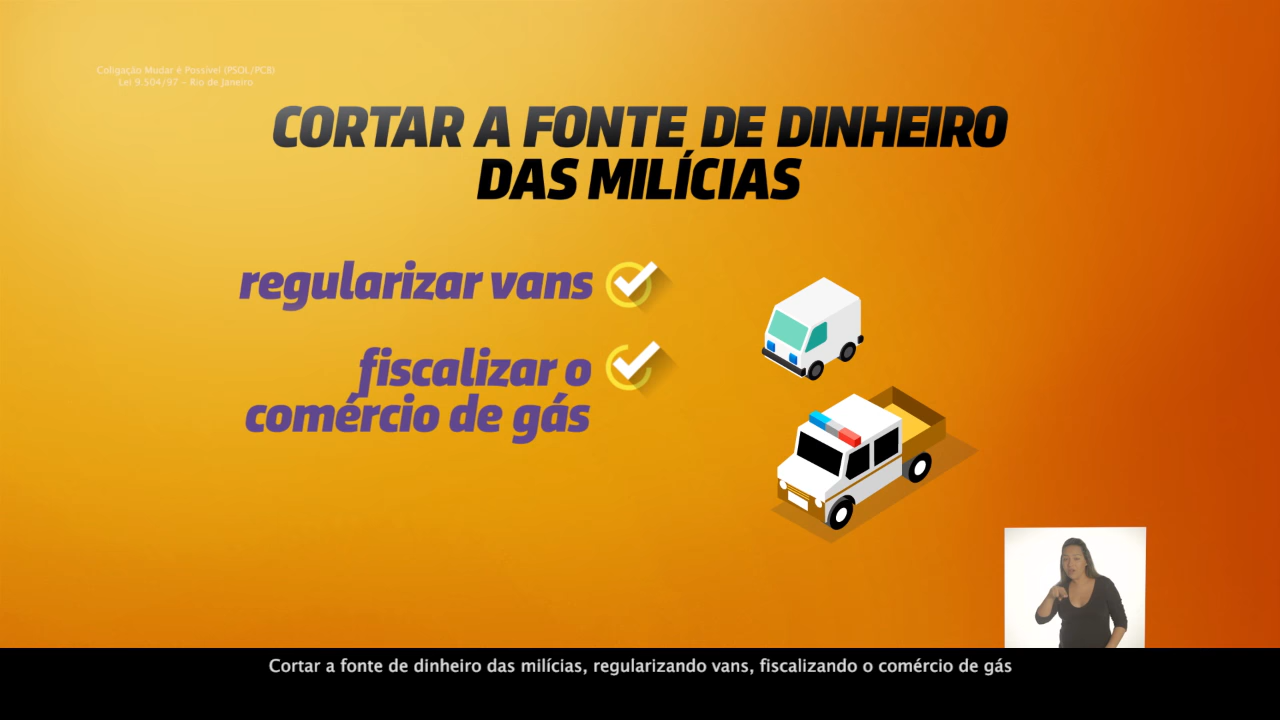 Coligação Mudar é Possível (PSOL/PCB)
Lei 9.504/97 - Rio de Janeiro
CORTAR A FONTE DE DINHEIRO
DAS MILÍCIAS
regularizar vans
fiscalizar o
comércio de gás
Cortar a fonte de dinheiro das milícias, regularizando vans, fiscalizando o comércio de gás